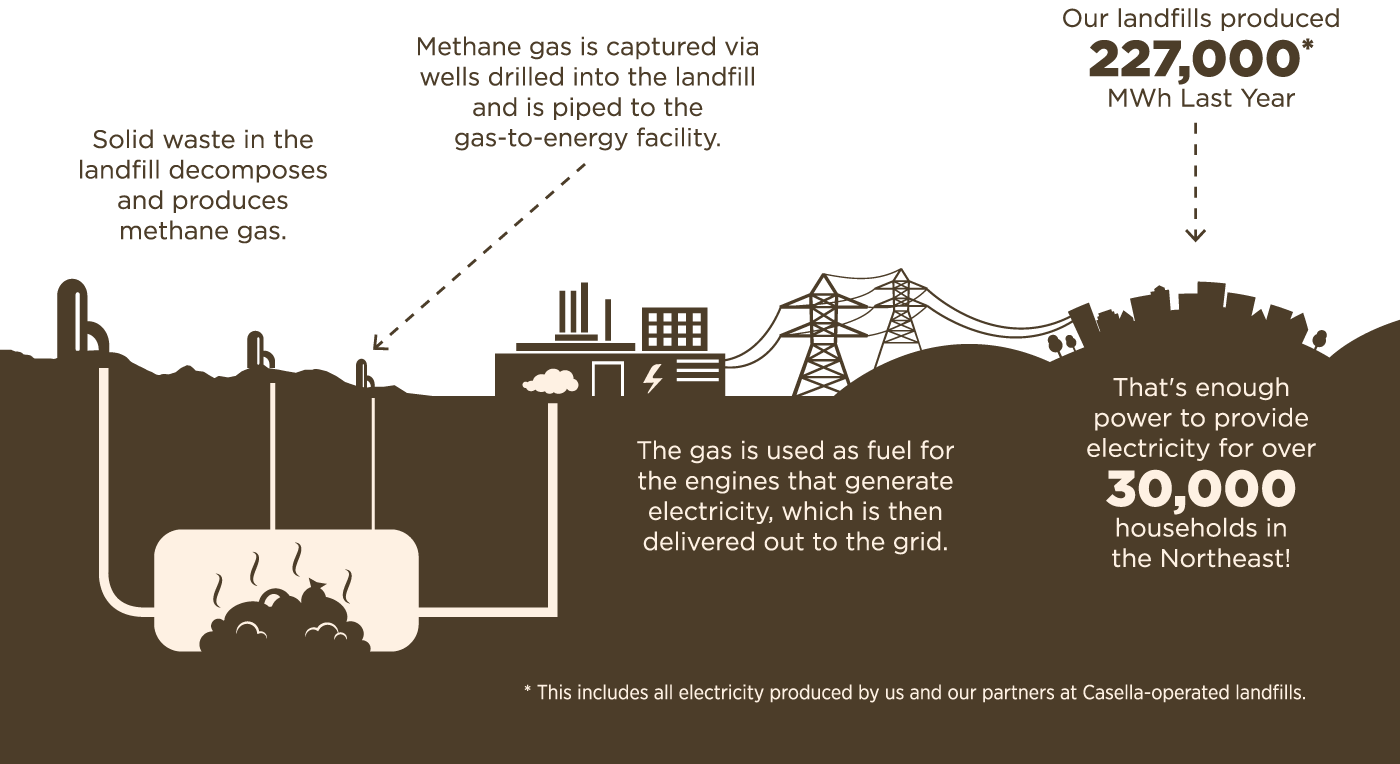 Solid waste in the
landfill decomposes
and produces
methane gas.
Methane gas is captured via
wells drilled into the landfill
and is piped to the
gas-to-energy facility.
The gas is used as fuel for
the engines that generate
electricity, which is then
delivered out to the grid.
Our landfills produced
227,000*
MWh Last Year
That's enough
power to provide
electricity for over
30,000
households in
the Northeast!
* This includes all electricity produced by us and our partners at Casella-operated landfills.